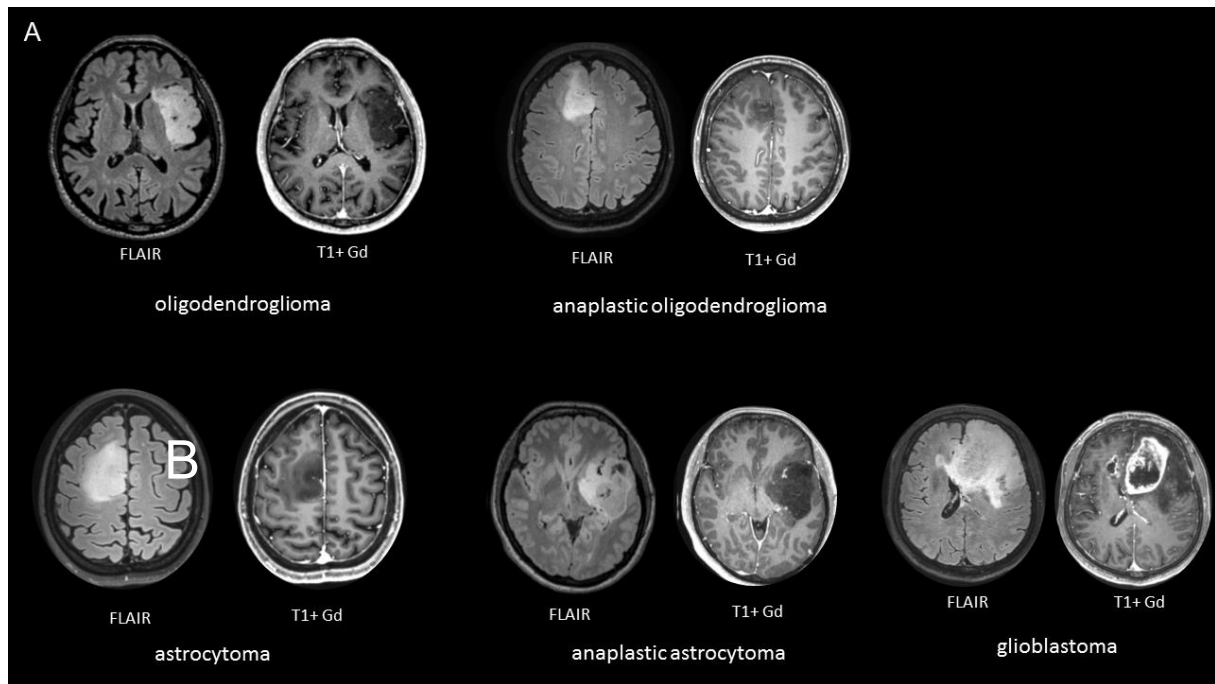 A
FLAIR
T1+ Gd
FLAIR
T1+ Gd
oligodendroglioma
anaplastic oligodendroglioma
B
FLAIR
T1+ Gd
FLAIR
T1+ Gd
FLAIR
T1+ Gd
astrocytoma
anaplastic astrocytoma
glioblastoma